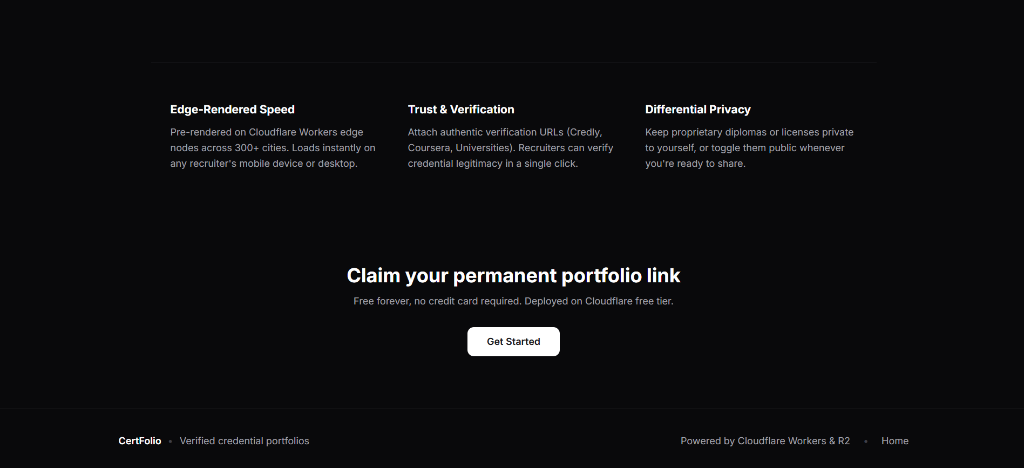 Edge-Rendered Speed
Pre-rendered on Cloudflare Workers edge
nodes across 300+ cities. Loads instantly on
any recruiter's mobile device or desktop.
Trust & Verification
Attach authentic verification URLs (Credly,
Coursera, Universities). Recruiters can verify
credential legitimacy in a single click.
Differential Privacy
Keep proprietary diplomas or licenses private
to yourself, or toggle them public whenever
you're ready to share.
Claim your permanent portfolio link
Free forever, no credit card required. Deployed on Cloudflare free tier.
Get Started
CertFolio • Verified credential portfolios
Powered by Cloudflare Workers & R2 • Home